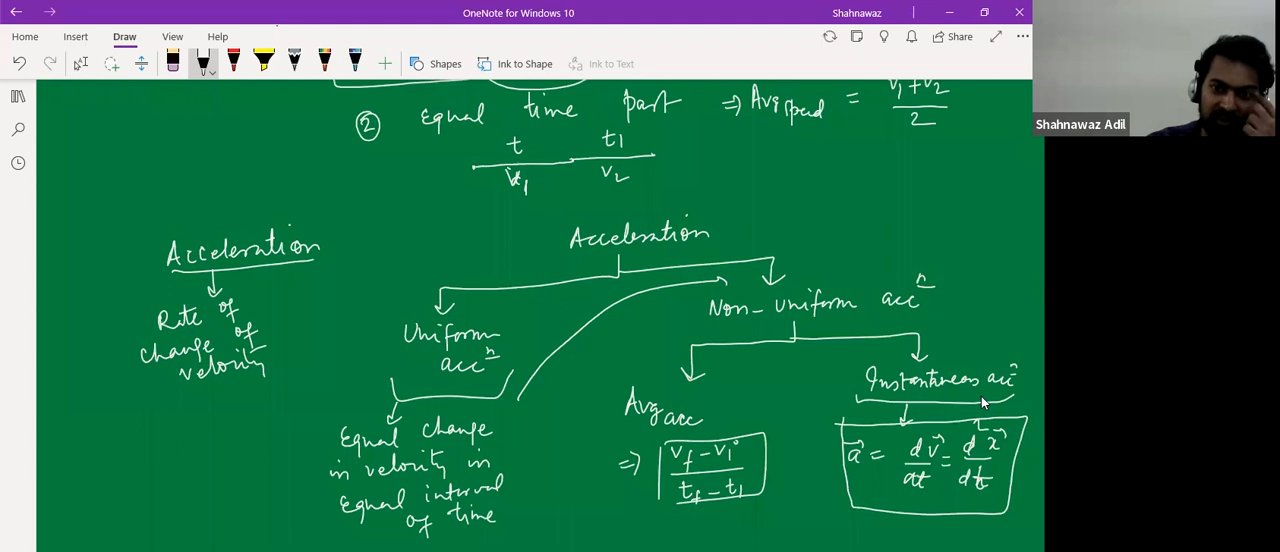 OneNote for Windows 10
Shahnawaz
Home Insert Draw View Help
Share
Shapes
Ink to Shape
Ink to Text
Shahnawaz Adil
② Equal time part ⇒ Avg speed = v₁ + v₂ / 2
t t1
v₁ v₂
Acceleration
Rate of
change of
velocity
Acceleration
Uniform
accⁿ
Non-uniform accⁿ
Equal change
in velocity in
Equal interval
of time
Avg acc
⇒ vf - vi / tf - ti
Instantaneous accⁿ
a⃗ = dv⃗/dt = d²x⃗/dt